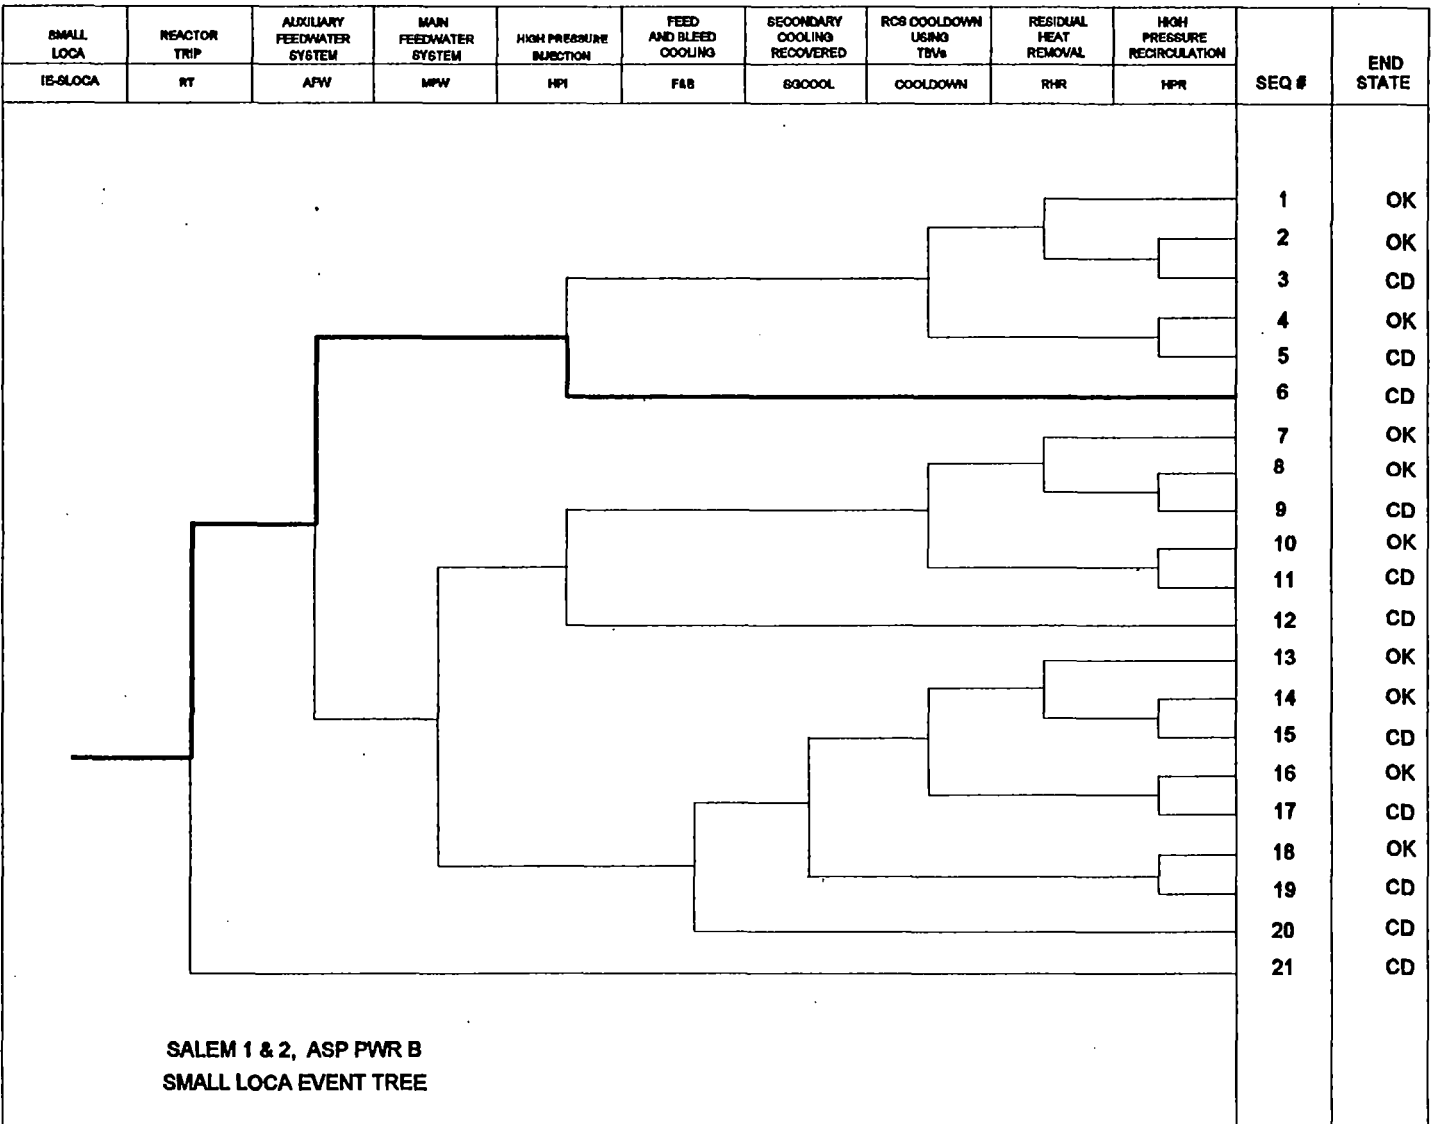 SMALL LOCA
REACTOR TRIP
AUXILIARY FEEDWATER SYSTEM
MAIN FEEDWATER SYSTEM
HIGH PRESSURE INJECTION
FEED AND BLEED COOLING
SECONDARY COOLING RECOVERED
RCS COOLDOWN USING TBVs
RESIDUAL HEAT REMOVAL
HIGH PRESSURE RECIRCULATION
IE-SLOCA RT AFW MFW HPI F&B SGCOOL COOLDOWN RHR HPR SEQ # END STATE
1 OK
2 OK
3 CD
4 OK
5 CD
6 CD
7 OK
8 OK
9 CD
10 OK
11 CD
12 CD
13 OK
14 OK
15 CD
16 OK
17 CD
18 OK
19 CD
20 CD
21 CD
SALEM 1 & 2, ASP PWR B
SMALL LOCA EVENT TREE